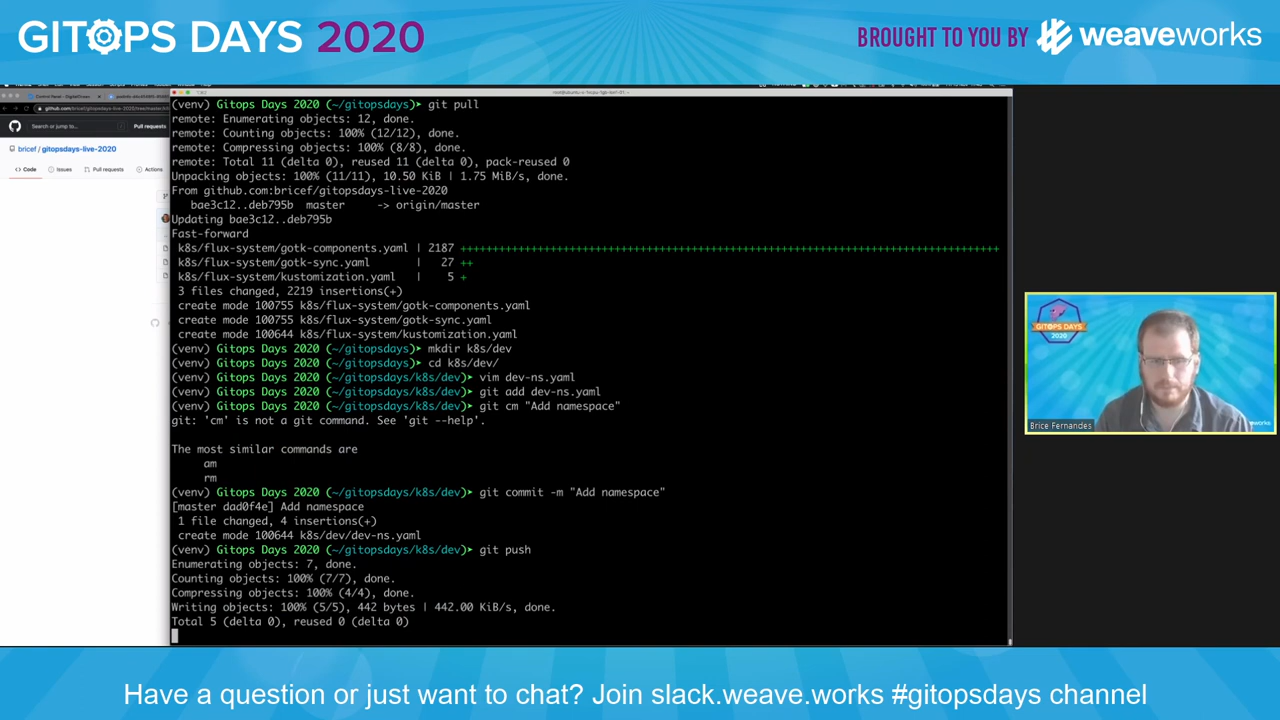 GITOPS DAYS 2020
BROUGHT TO YOU BY weaveworks
Search or jump to...
Pull requests
bricef/gitopsdays-live-2020
Code
Issues
Pull requests
Actions
(venv) Gitops Days 2020 (~/gitopsdays)➤ git pull
remote: Enumerating objects: 12, done.
remote: Counting objects: 100% (12/12), done.
remote: Compressing objects: 100% (8/8), done.
remote: Total 11 (delta 0), reused 11 (delta 0), pack-reused 0
Unpacking objects: 100% (11/11), 10.50 KiB | 1.75 MiB/s, done.
From github.com:bricef/gitopsdays-live-2020
bae3c12..deb795b master -> origin/master
Updating bae3c12..deb795b
Fast-forward
k8s/flux-system/gotk-components.yaml | 2187 +++++++++++++++++++++++++++++++++++++++++++++++++++++++++++++++++++++++++++
k8s/flux-system/gotk-sync.yaml | 27 ++
k8s/flux-system/kustomization.yaml | 5 +
3 files changed, 2219 insertions(+)
create mode 100755 k8s/flux-system/gotk-components.yaml
create mode 100755 k8s/flux-system/gotk-sync.yaml
create mode 100644 k8s/flux-system/kustomization.yaml
(venv) Gitops Days 2020 (~/gitopsdays)➤ mkdir k8s/dev
(venv) Gitops Days 2020 (~/gitopsdays)➤ cd k8s/dev/
(venv) Gitops Days 2020 (~/gitopsdays/k8s/dev)➤ vim dev-ns.yaml
(venv) Gitops Days 2020 (~/gitopsdays/k8s/dev)➤ git add dev-ns.yaml
(venv) Gitops Days 2020 (~/gitopsdays/k8s/dev)➤ git cm "Add namespace"
git: 'cm' is not a git command. See 'git --help'.
The most similar commands are
am
rm
(venv) Gitops Days 2020 (~/gitopsdays/k8s/dev)➤ git commit -m "Add namespace"
[master dad0f4e] Add namespace
1 file changed, 4 insertions(+)
create mode 100644 k8s/dev/dev-ns.yaml
(venv) Gitops Days 2020 (~/gitopsdays/k8s/dev)➤ git push
Enumerating objects: 7, done.
Counting objects: 100% (7/7), done.
Compressing objects: 100% (4/4), done.
Writing objects: 100% (5/5), 442 bytes | 442.00 KiB/s, done.
Total 5 (delta 0), reused 0 (delta 0)
GITOPS DAYS
2020
Brice Fernandes
Have a question or just want to chat? Join slack.weave.works #gitopsdays channel